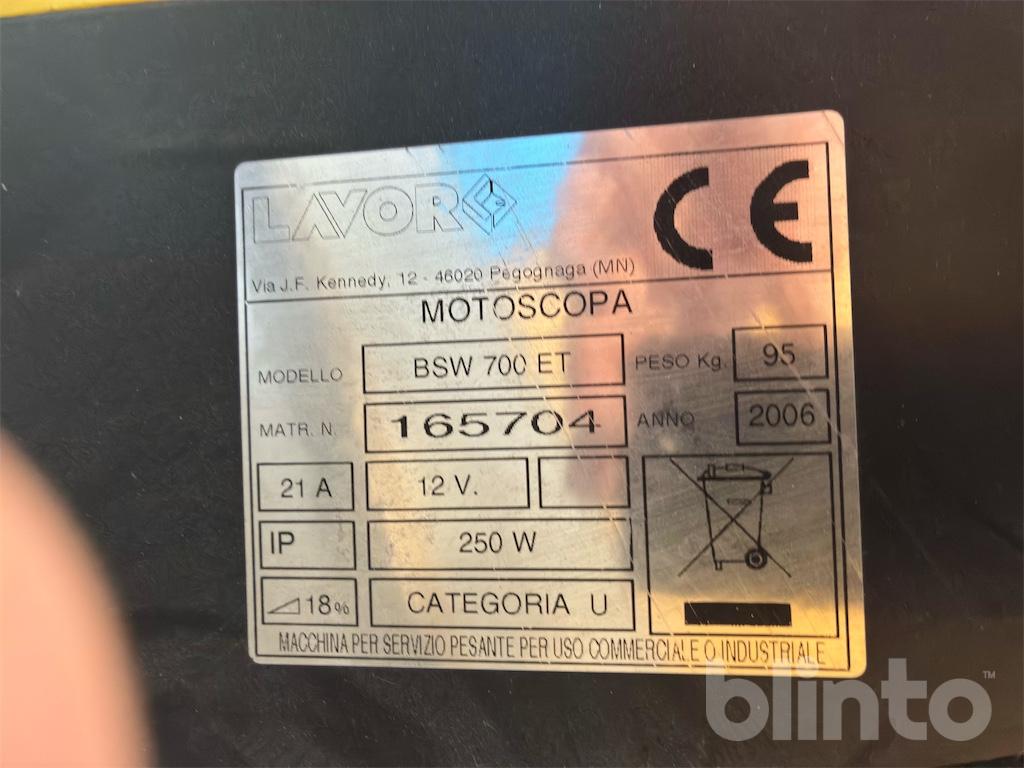 LAVOR
CE
Via J.F. Kennedy, 12 - 46020 Pegognaga (MN)
MOTOSCOPA
MODELLO BSW 700 ET PESO Kg. 95
MATR. N. 165704 ANNO 2006
21 A 12 V.
IP 250 W
18% CATEGORIA U
MACCHINA PER SERVIZIO PESANTE PER USO COMMERCIALE O INDUSTRIALE
blinto™